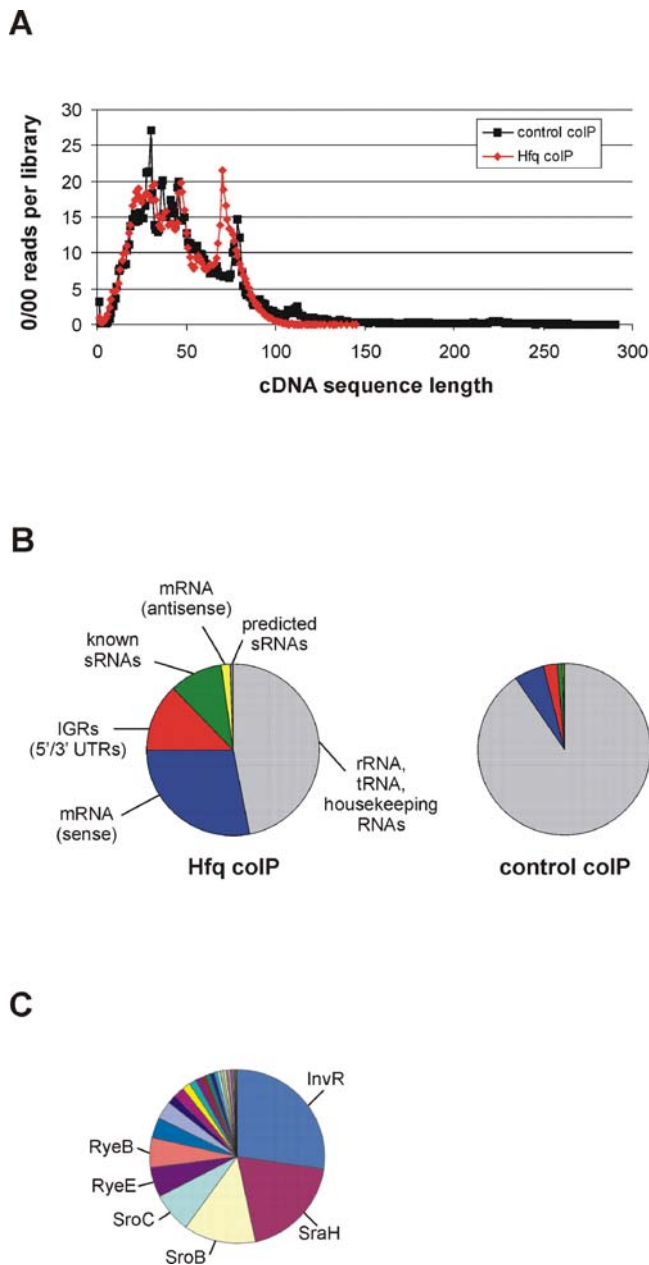 A
30
25
20
15
10
5
0
0/00 reads per library
control coIP
Hfq coIP
0 50 100 150 200 250 300
cDNA sequence length
B
mRNA
(antisense)
predicted
sRNAs
known
sRNAs
IGRs
(5'/3' UTRs)
mRNA
(sense)
rRNA,
tRNA,
housekeeping
RNAs
Hfq coIP
control coIP
C
InvR
RyeB
RyeE
SroC
SroB
SraH